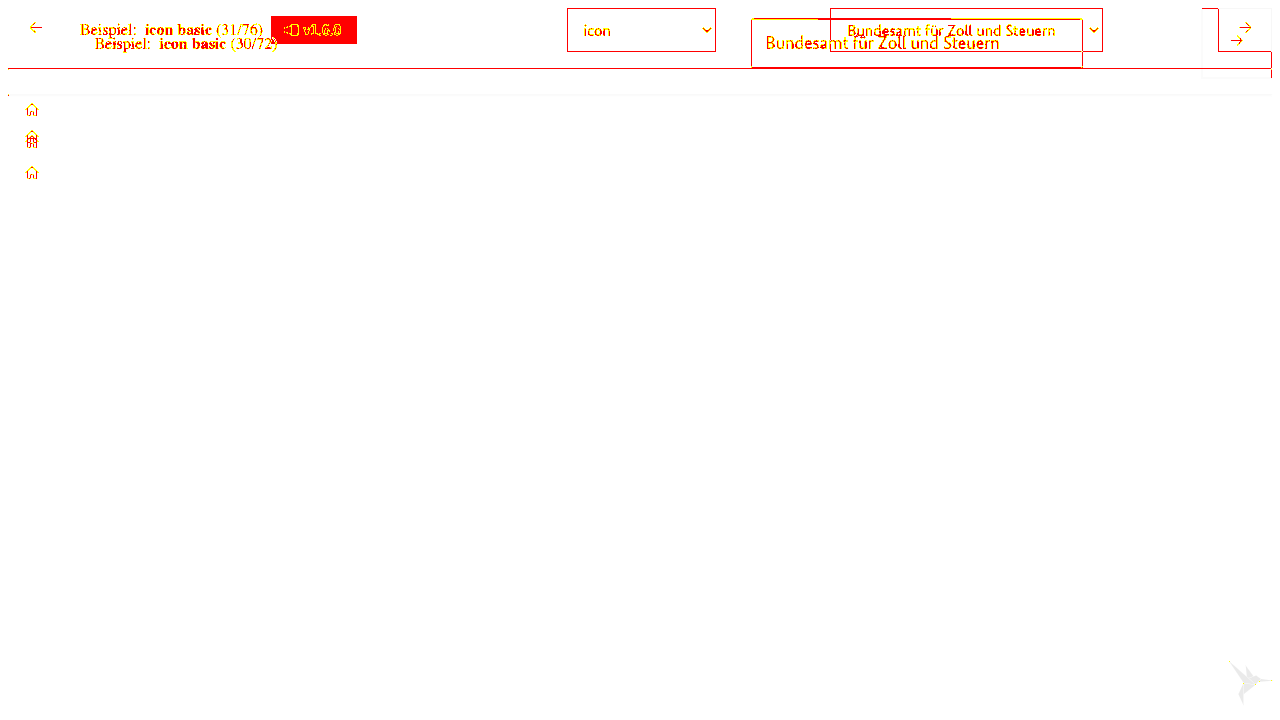 Beispiel: icon basic (31/76) v1.6.0
icon
Bundesamt für Zoll und Steuern
Beispiel: icon basic (30/72)
Bundesamt für Zoll und Steuern